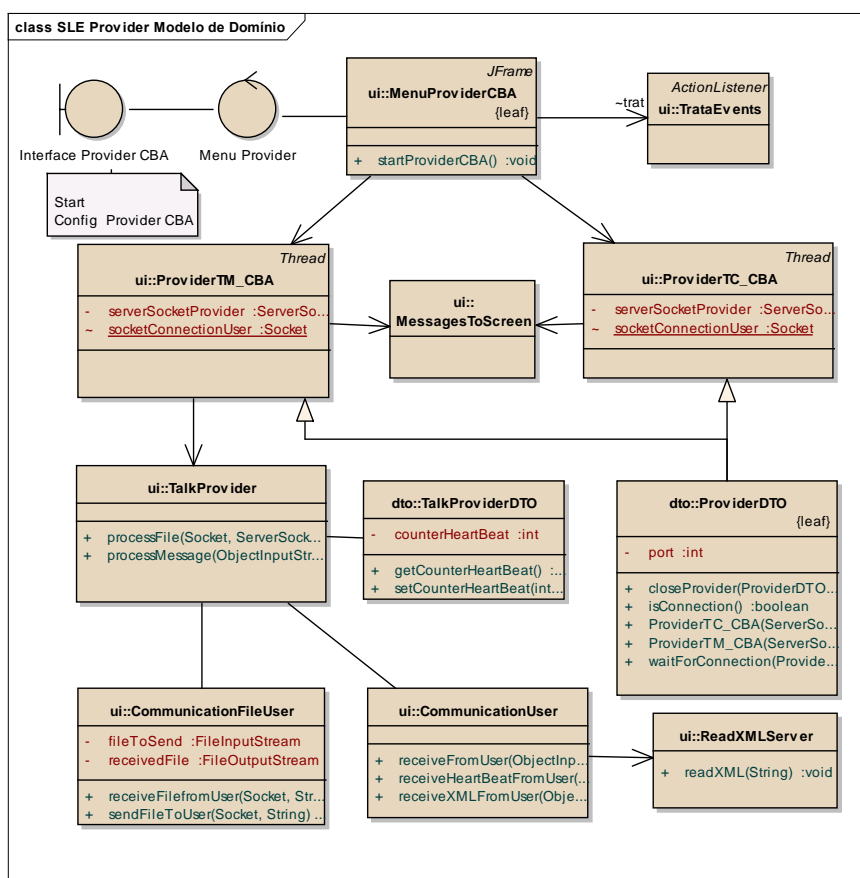 class SLE Provider Modelo de Domínio
Interface Provider CBA
Menu Provider
Start
Config Provider CBA
JFrame
ui::MenuProviderCBA
{leaf}
+ startProviderCBA() :void
~trat
ActionListener
ui::TrataEvents
Thread
ui::ProviderTM_CBA
- serverSocketProvider :ServerSo...
~ socketConnectionUser :Socket
ui::
MessagesToScreen
Thread
ui::ProviderTC_CBA
- serverSocketProvider :ServerSo...
~ socketConnectionUser :Socket
ui::TalkProvider
+ processFile(Socket, ServerSock...
+ processMessage(ObjectInputStr...
dto::TalkProviderDTO
- counterHeartBeat :int
+ getCounterHeartBeat() :...
+ setCounterHeartBeat(int...
dto::ProviderDTO
{leaf}
- port :int
+ closeProvider(ProviderDTO...
+ isConnection() :boolean
+ ProviderTC_CBA(ServerSo...
+ ProviderTM_CBA(ServerSo...
+ waitForConnection(Provide...
ui::CommunicationFileUser
- fileToSend :FileInputStream
- receivedFile :FileOutputStream
+ receiveFilefromUser(Socket, Str...
+ sendFileToUser(Socket, String) ...
ui::CommunicationUser
+ receiveFromUser(ObjectInp...
+ receiveHeartBeatFromUser(...
+ receiveXMLFromUser(Obje...
ui::ReadXMLServer
+ readXML(String) :void